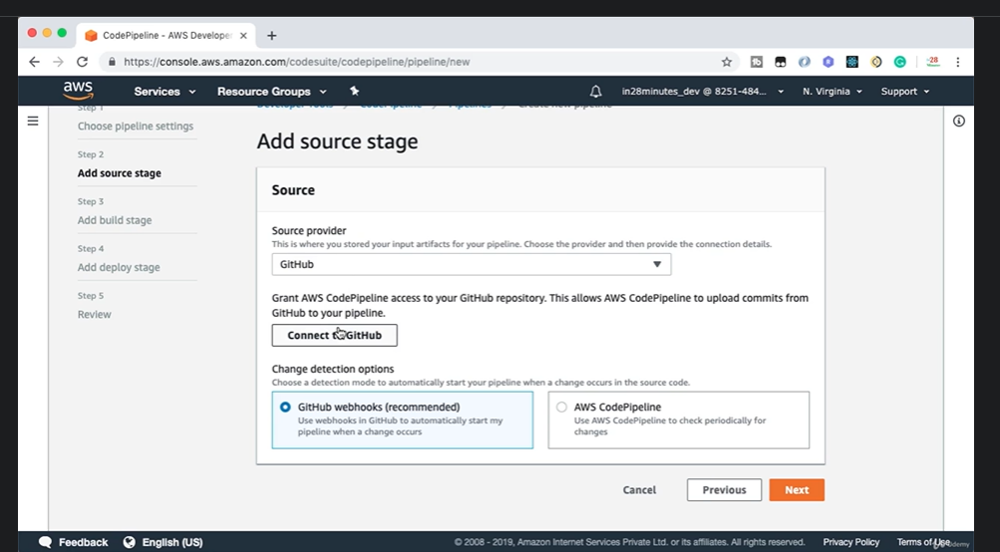 CodePipeline - AWS Developer
https://console.aws.amazon.com/codesuite/codepipeline/pipeline/new
-28
aws
Services
Resource Groups
in28minutes_dev @ 8251-484...
N. Virginia
Support
Developer Tools
CodePipeline
Pipelines
Create new pipeline
Step 1
Choose pipeline settings
Step 2
Add source stage
Step 3
Add build stage
Step 4
Add deploy stage
Step 5
Review
Add source stage
Source
Source provider
This is where you stored your input artifacts for your pipeline. Choose the provider and then provide the connection details.
GitHub
Grant AWS CodePipeline access to your GitHub repository. This allows AWS CodePipeline to upload commits from
GitHub to your pipeline.
Connect to GitHub
Change detection options
Choose a detection mode to automatically start your pipeline when a change occurs in the source code.
GitHub webhooks (recommended)
Use webhooks in GitHub to automatically start my
pipeline when a change occurs
AWS CodePipeline
Use AWS CodePipeline to check periodically for
changes
Cancel
Previous
Next
Feedback
English (US)
© 2008 - 2019, Amazon Internet Services Private Ltd. or its affiliates. All rights reserved.
Privacy Policy
Terms of Use
Udemy